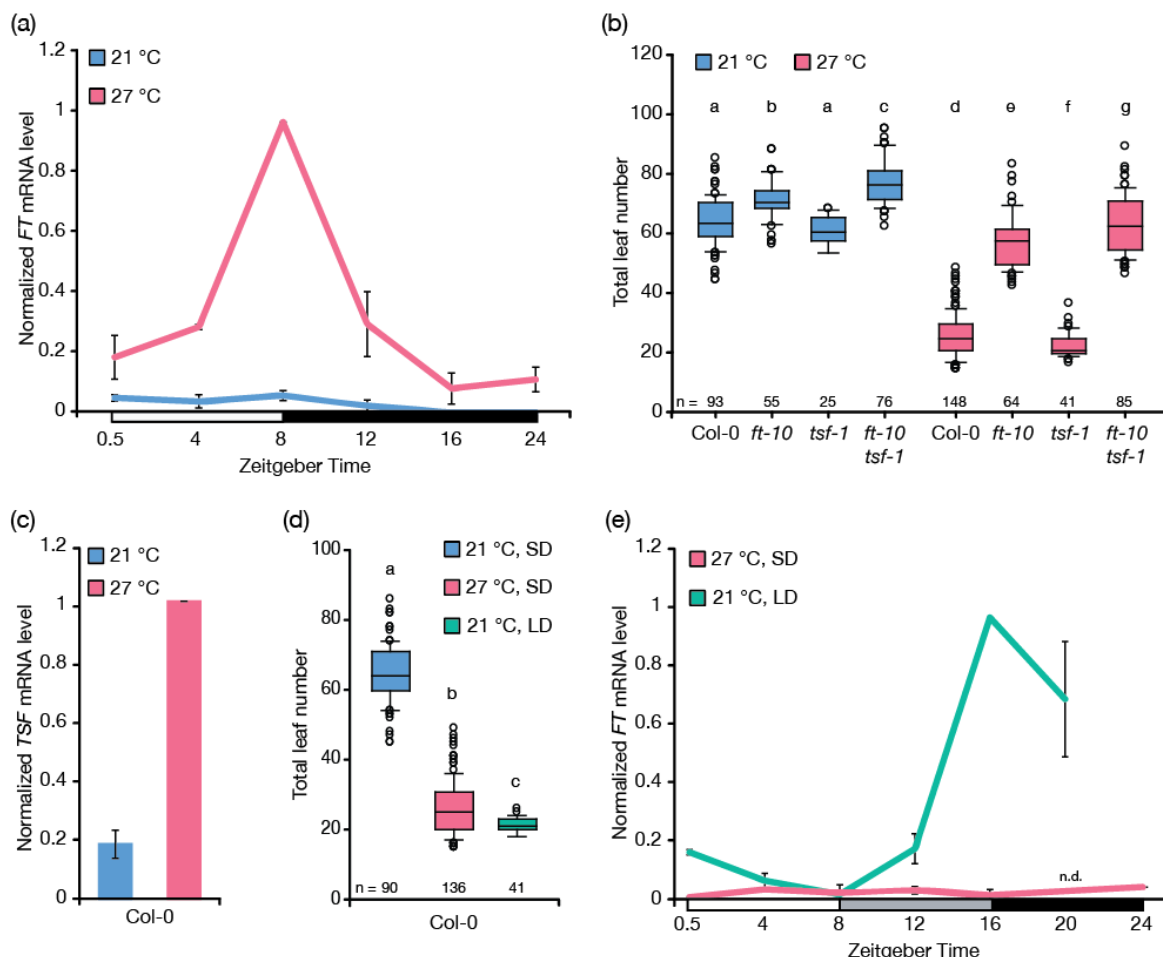 (a)
1.2
1
0.8
0.6
0.4
0.2
0
Normalized FT mRNA level
21 °C
27 °C
0.5 4 8 12 16 24
Zeitgeber Time
(b)
120
100
80
60
40
20
0
Total leaf number
21 °C 27 °C
a b a c d e f g
n = 93 55 25 76 148 64 41 85
Col-0 ft-10 tsf-1 ft-10 Col-0 ft-10 tsf-1 ft-10
tsf-1 tsf-1
(c)
1.2
1
0.8
0.6
0.4
0.2
0
Normalized TSF mRNA level
21 °C
27 °C
Col-0
(d)
100
80
60
40
20
0
Total leaf number
21 °C, SD
27 °C, SD
21 °C, LD
a
b
c
n = 90 136 41
Col-0
(e)
1.2
1
0.8
0.6
0.4
0.2
0
Normalized FT mRNA level
27 °C, SD
21 °C, LD
n.d.
0.5 4 8 12 16 20 24
Zeitgeber Time